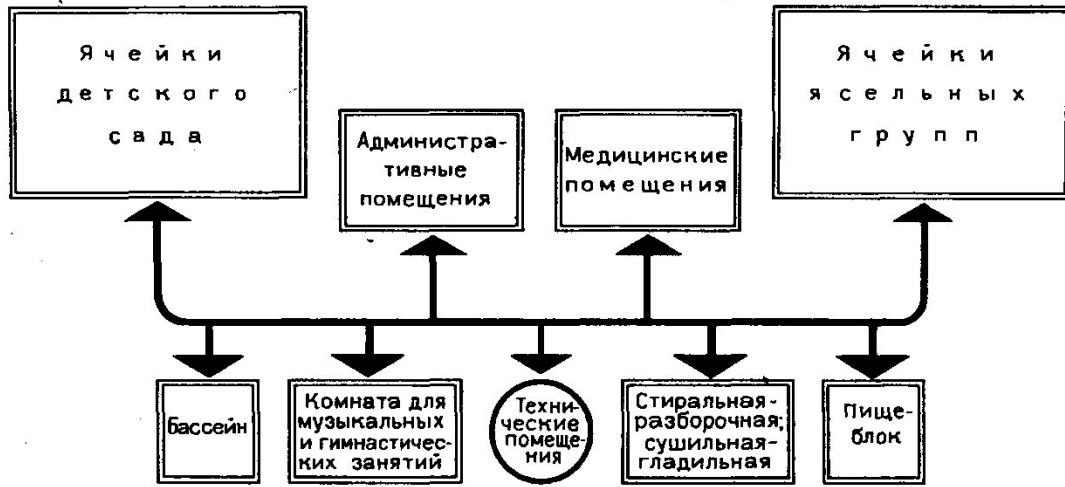 Ячейки
детского
сада
Административ-
тивные
помещения
Медицинские
помещения
Ячейки
ясельных
групп
Бассейн
Комната для
музыкальных
и гимнастичес-
ких занятий
Техни-
ческие
помеще-
ния
Стиральная-
разборочная;
сушильная-
гладильная
Пище-
блок